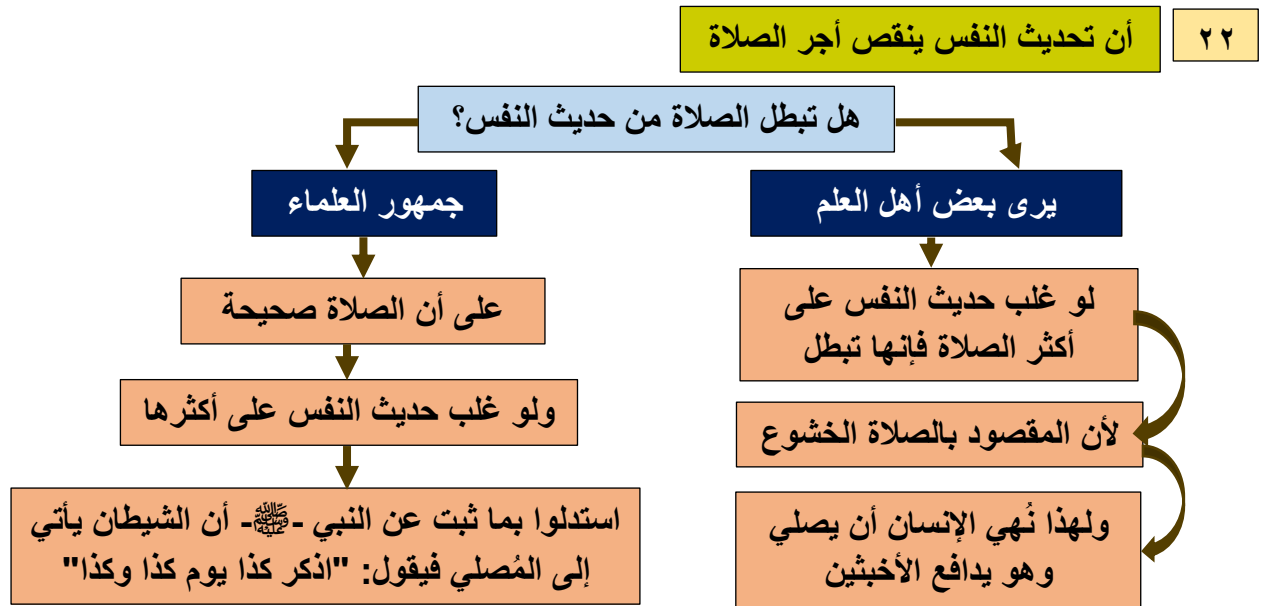 ٢٢
أن تحديث النفس ينقص أجر الصلاة
هل تبطل الصلاة من حديث النفس؟
يرى بعض أهل العلم
لو غلب حديث النفس على
أكثر الصلاة فإنها تبطل
لأن المقصود بالصلاة الخشوع
ولهذا نُهي الإنسان أن يصلي
وهو يدافع الأخبثين
جمهور العلماء
على أن الصلاة صحيحة
ولو غلب حديث النفس على أكثرها
استدلوا بما ثبت عن النبي -ﷺ- أن الشيطان يأتي
إلى المُصلي فيقول: "اذكر كذا يوم كذا وكذا"